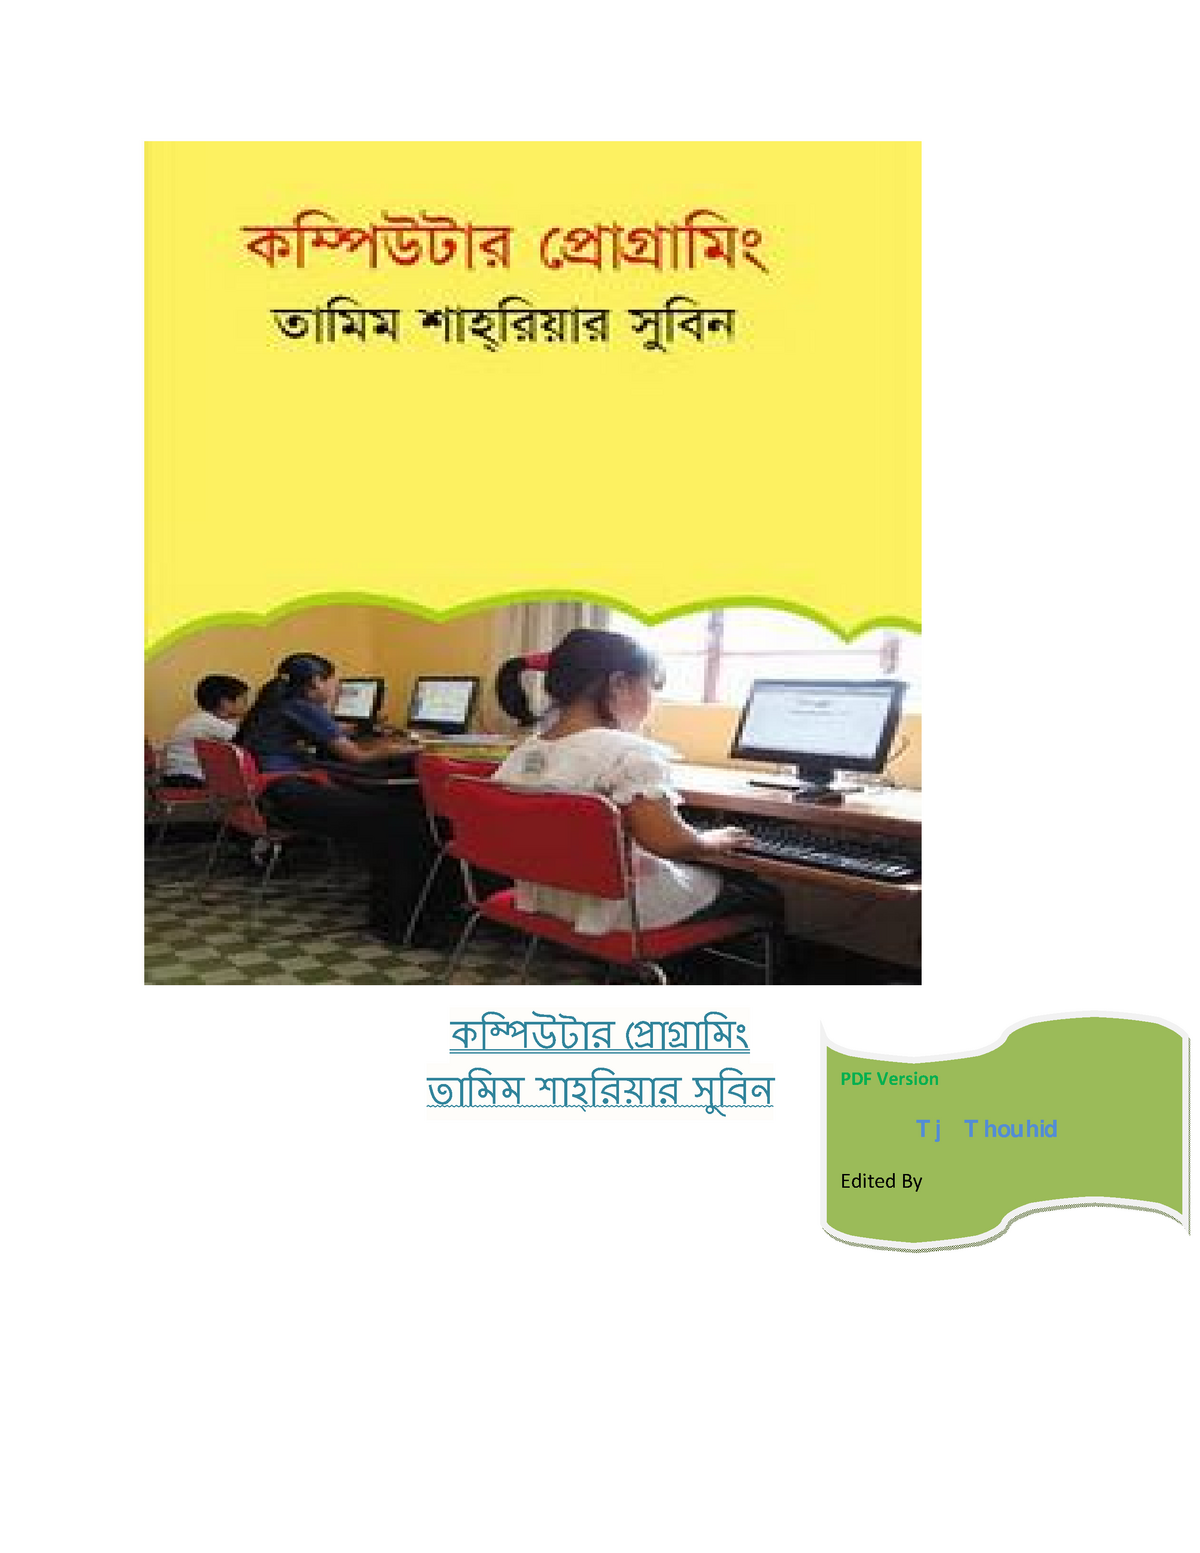 কম্পিউটার প্রোগ্রামিং
তামিম শাহ্‌রিয়ার সুবিন
কম্পিউটার প্রোগ্রামিং
তামিম শাহ্‌রিয়ার সুবিন
PDF Version
Tj Thouhid
Edited By